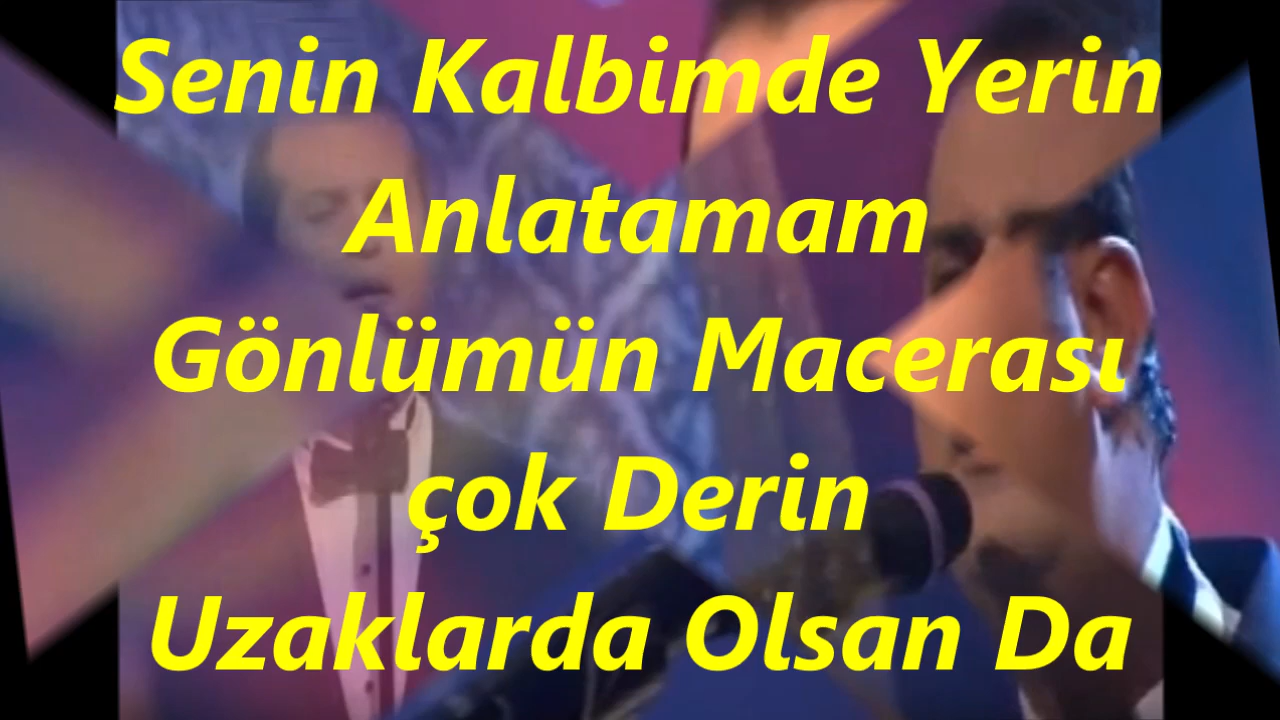 Senin Kalbimde Yerin
Anlatamam
Gönlümün Macerası
çok Derin
Uzaklarda Olsan Da